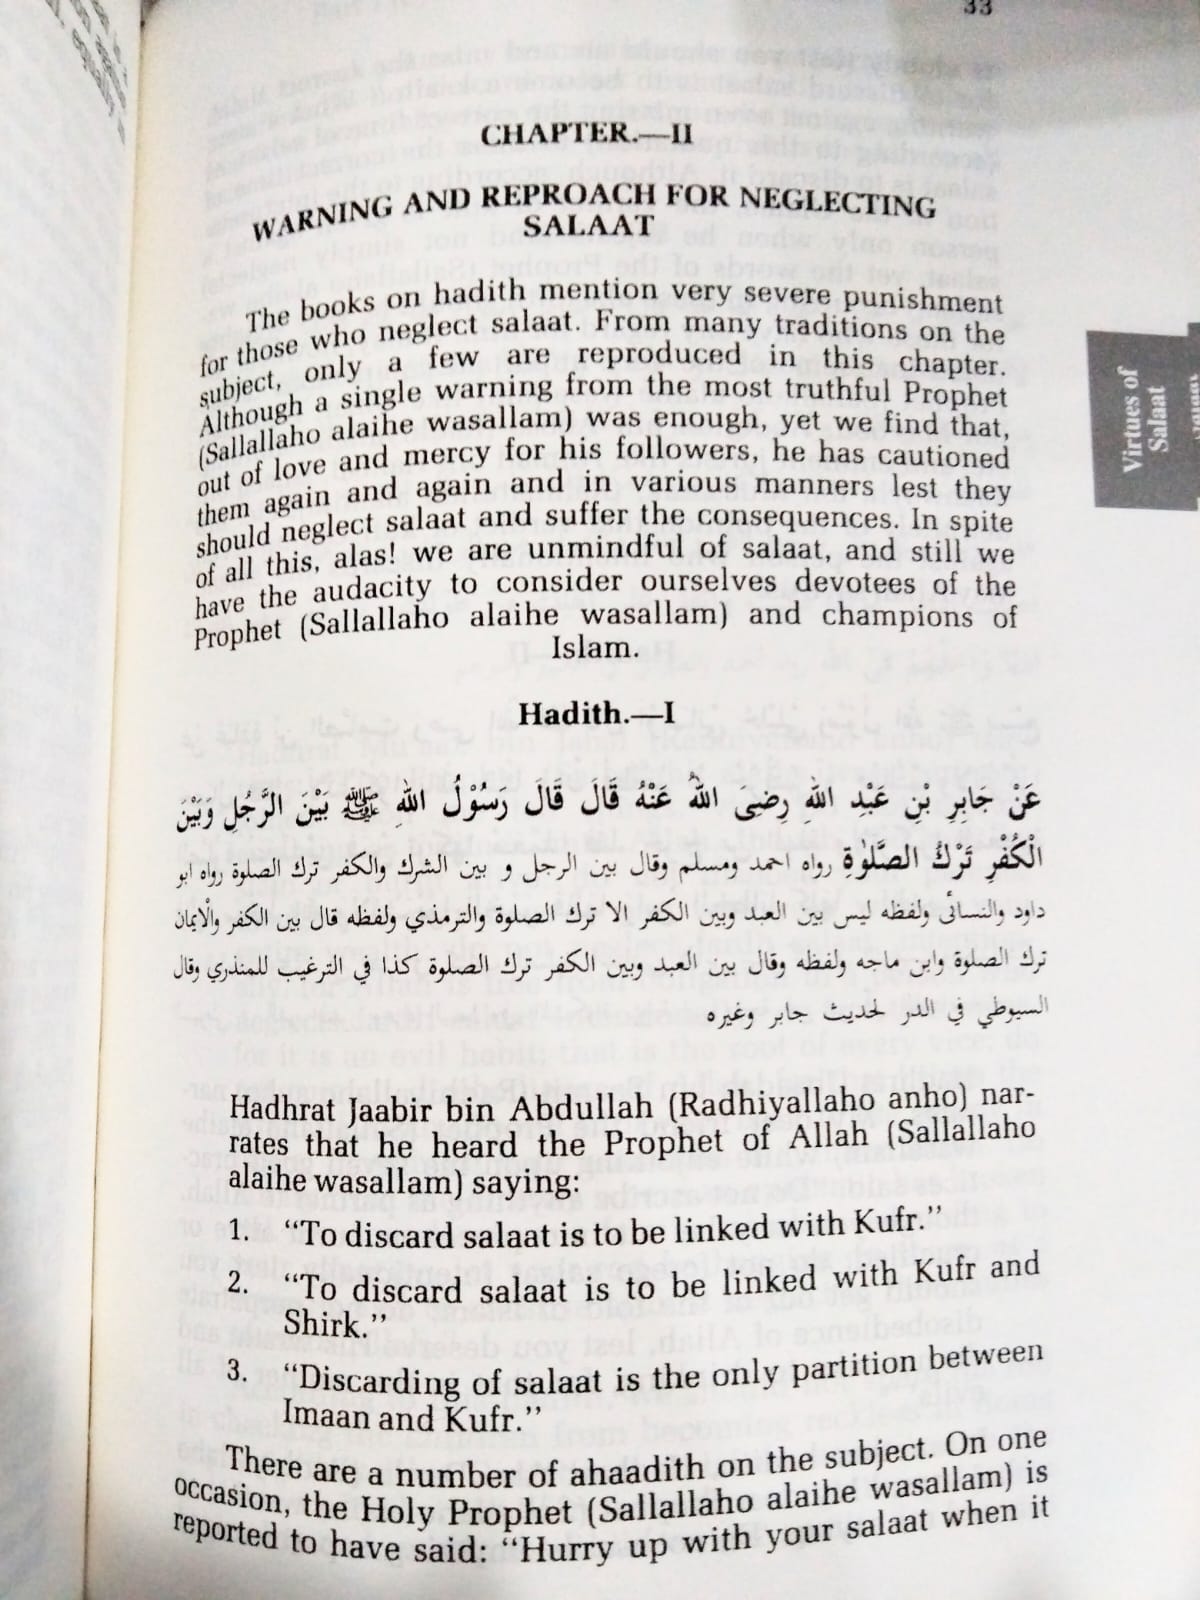 33
CHAPTER.—II
WARNING AND REPROACH FOR NEGLECTING
SALAAT
The books on hadith mention very severe punishment
for those who neglect salaat. From many traditions on the
subject, only a few are reproduced in this chapter.
Although a single warning from the most truthful Prophet
(Sallallaho alaihe wasallam) was enough, yet we find that,
out of love and mercy for his followers, he has cautioned
them again and again and in various manners lest they
should neglect salaat and suffer the consequences. In spite
of all this, alas! we are unmindful of salaat, and still we
have the audacity to consider ourselves devotees of the
Prophet (Sallallaho alaihe wasallam) and champions of
Islam.
Virtues of
Salaat
Hadith.—I
عَنْ جَابِرِ بْنِ عَبْدِ اللهِ رَضِىَ اللهُ عَنْهُ قَالَ قَالَ رَسُوْلُ اللهِ ﷺ بَيْنَ الرَّجُلِ وَبَيْنَ
الْكُفْرِ تَرْكُ الصَّلٰوةِ رواه احمد ومسلم وقال بين الرجل و بين الشرك والكفر ترك الصلوة رواه ابو
داود والنسائى ولفظه ليس بين العبد وبين الكفر الا ترك الصلوة والترمذي ولفظه قال بين الكفر والايمان
ترك الصلوة وابن ماجه ولفظه وقال بين العبد وبين الكفر ترك الصلوة كذا في الترغيب للمنذري وقال
السيوطي في الدر لحديث جابر وغيره
Hadhrat Jaabir bin Abdullah (Radhiyallaho anho) nar-
rates that he heard the Prophet of Allah (Sallallaho
alaihe wasallam) saying:
1. “To discard salaat is to be linked with Kufr.”
2. “To discard salaat is to be linked with Kufr and
Shirk.”
3. “Discarding of salaat is the only partition between
Imaan and Kufr.”
There are a number of ahaadith on the subject. On one
occasion, the Holy Prophet (Sallallaho alaihe wasallam) is
reported to have said: “Hurry up with your salaat when it